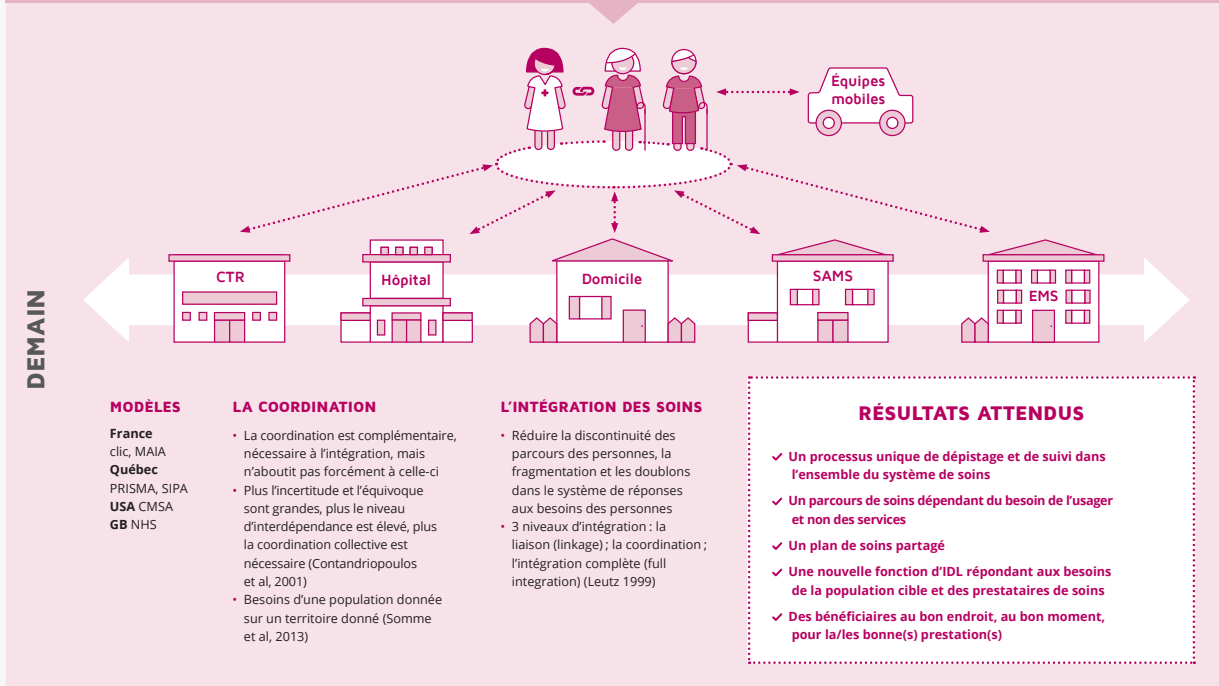 Équipes
mobiles
CTR
Hôpital
Domicile
SAMS
EMS
DEMAIN
MODÈLES
France
clic, MAIA
Québec
PRISMA, SIPA
USA CMSA
GB NHS
LA COORDINATION
• La coordination est complémentaire,
nécessaire à l'intégration, mais
n'aboutit pas forcément à celle-ci
• Plus l'incertitude et l'équivoque
sont grandes, plus le niveau
d'interdépendance est élevé, plus
la coordination collective est
nécessaire (Contandriopoulos
et al, 2001)
• Besoins d'une population donnée
sur un territoire donné (Somme
et al, 2013)
L'INTÉGRATION DES SOINS
• Réduire la discontinuité des
parcours des personnes, la
fragmentation et les doublons
dans le système de réponses
aux besoins des personnes
• 3 niveaux d'intégration : la
liaison (linkage) ; la coordination ;
l'intégration complète (full
integration) (Leutz 1999)
RÉSULTATS ATTENDUS
✓ Un processus unique de dépistage et de suivi dans
l'ensemble du système de soins
✓ Un parcours de soins dépendant du besoin de l'usager
et non des services
✓ Un plan de soins partagé
✓ Une nouvelle fonction d'IDL répondant aux besoins
de la population cible et des prestataires de soins
✓ Des bénéficiaires au bon endroit, au bon moment,
pour la/les bonne(s) prestation(s)